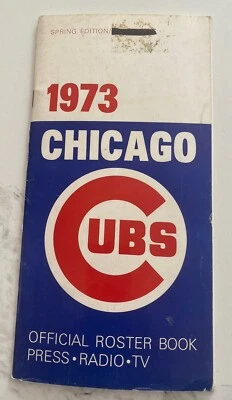 SPRING EDITION/
1973
CHICAGO
CUBS
OFFICIAL ROSTER BOOK
PRESS•RADIO•TV